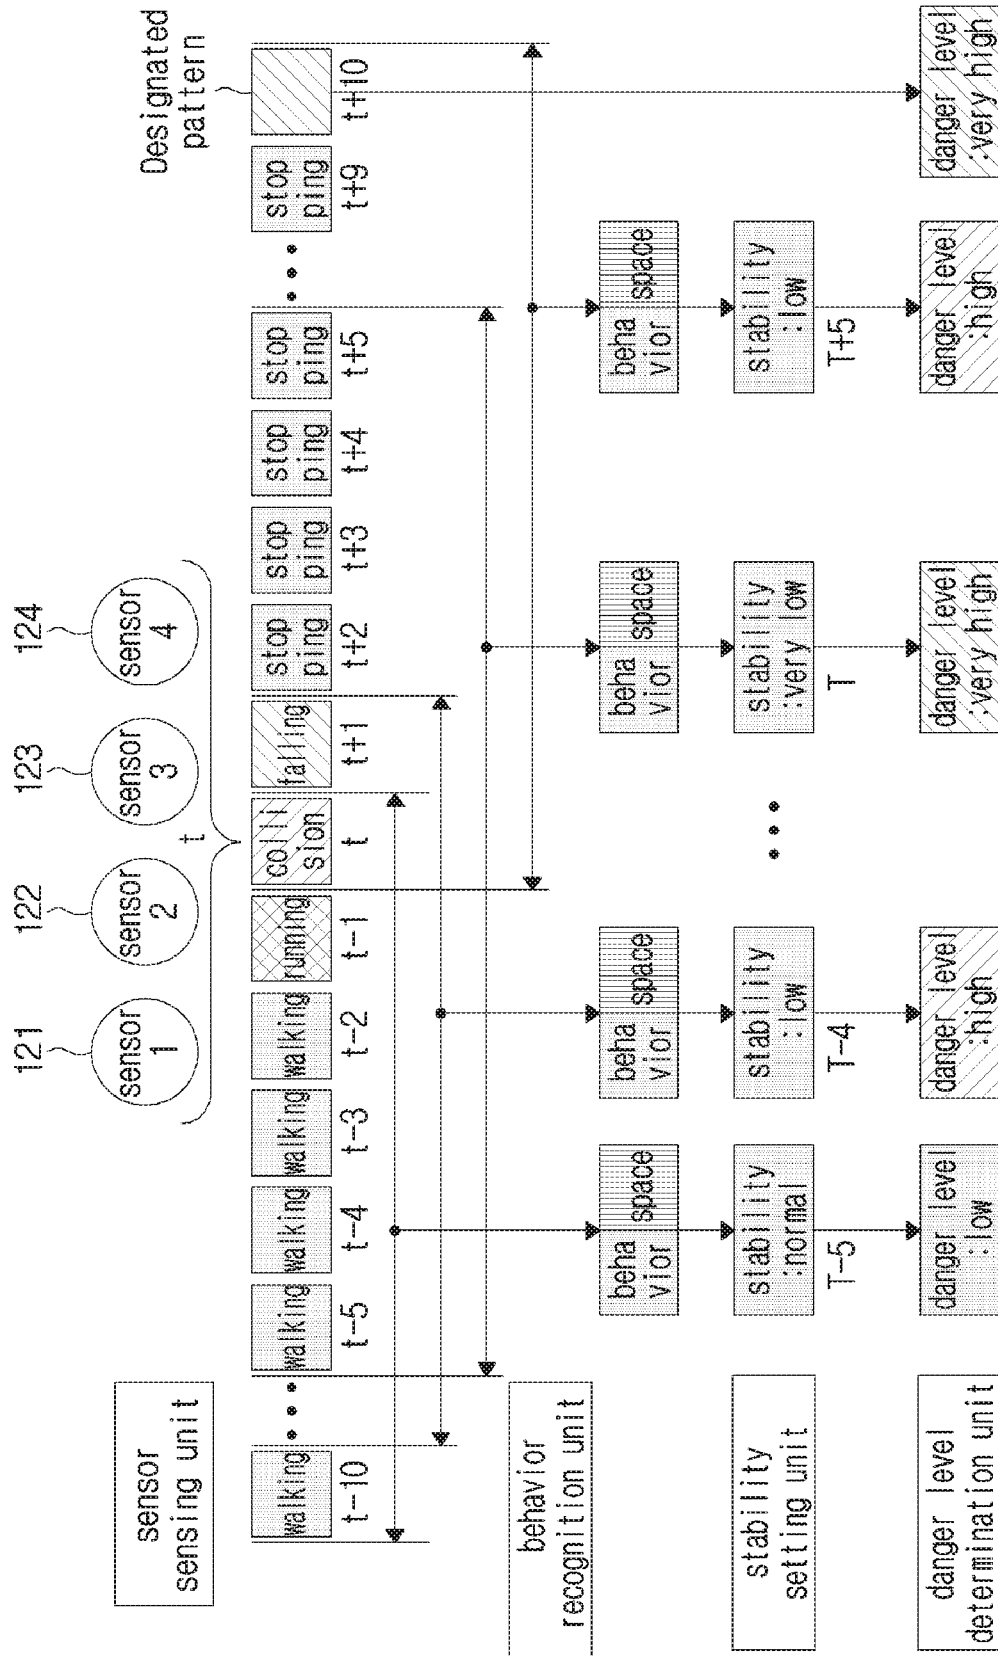 121
122
123
124
sensor
1
sensor
2
sensor
3
sensor
4
t
Designated
pattern
sensor
sensing unit
walking
• • •
walking
walking
walking
walking
running
colli
sion
falling
stop
ping
stop
ping
stop
ping
stop
ping
• • •
stop
ping
t-10
t-5
t-4
t-3
t-2
t-1
t
t+1
t+2
t+3
t+4
t+5
t+9
t+10
behavior
recognition unit
beha
vior
space
beha
vior
space
beha
vior
space
beha
vior
space
stability
setting unit
stability
:normal
stability
:low
• • •
stability
:very low
stability
:low
T-5
T-4
T
T+5
danger level
determination unit
danger level
:low
danger level
:high
danger level
:very high
danger level
:high
danger level
:very high